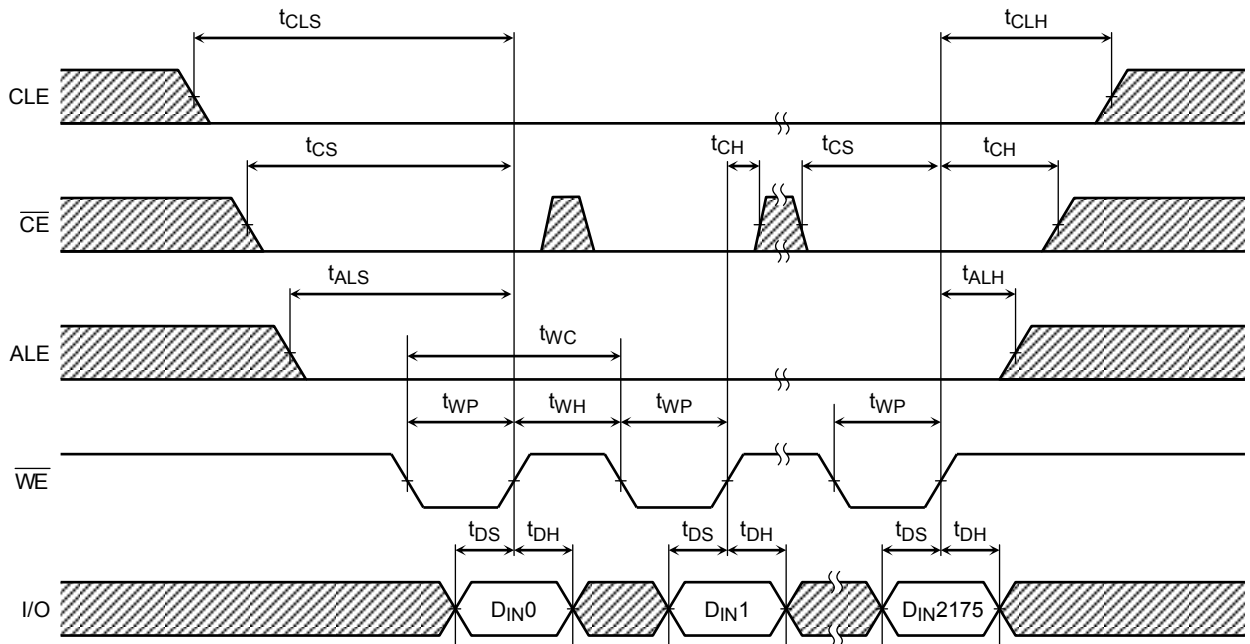 tCLS tCLH
CLE
tCS tCH tCS tCH
CE
tALS tALH
ALE
tWC
tWP tWH tWP tWP
WE
tDS tDH tDS tDH tDS tDH
I/O DIN0 DIN1 DIN2175